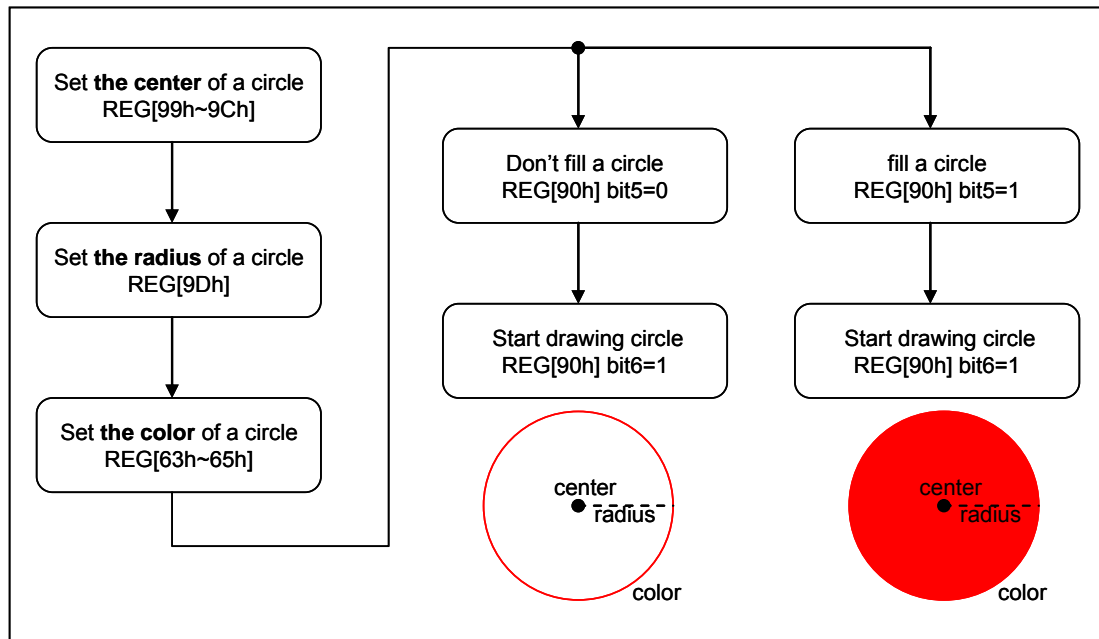 Set the center of a circle
REG[99h~9Ch]
Set the radius of a circle
REG[9Dh]
Set the color of a circle
REG[63h~65h]
Don’t fill a circle
REG[90h] bit5=0
Start drawing circle
REG[90h] bit6=1
center
radius
color
fill a circle
REG[90h] bit5=1
Start drawing circle
REG[90h] bit6=1
center
radius
color